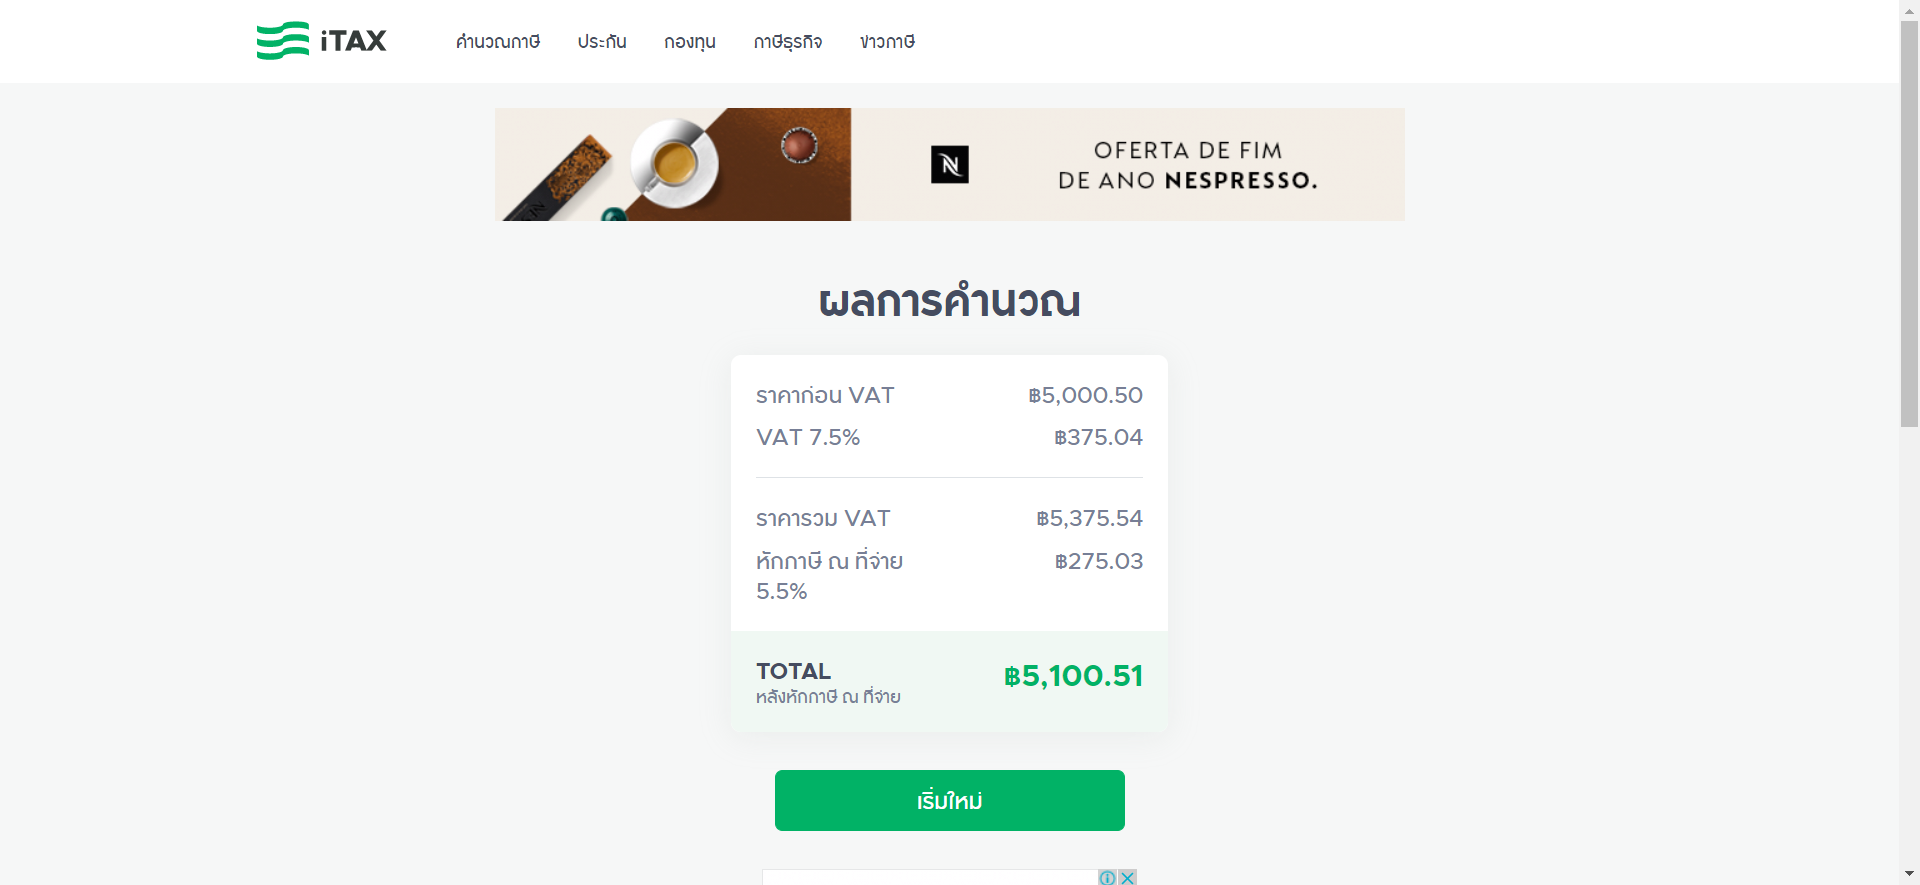 iTAX
คำนวณภาษี ประกัน กองทุน ภาษีธุรกิจ ข่าวภาษี
OFERTA DE FIM
DE ANO NESPRESSO.
ผลการคำนวณ
ราคาก่อน VAT ฿5,000.50
VAT 7.5% ฿375.04
ราคารวม VAT ฿5,375.54
หักภาษี ณ ที่จ่าย ฿275.03
5.5%
TOTAL ฿5,100.51
หลังหักภาษี ณ ที่จ่าย
เริ่มใหม่